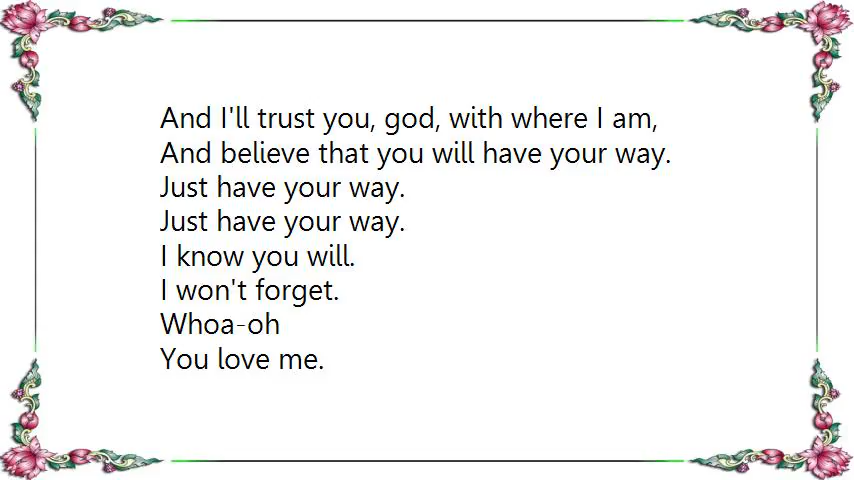 And I'll trust you, god, with where I am,
And believe that you will have your way.
Just have your way.
Just have your way.
I know you will.
I won't forget.
Whoa-oh
You love me.